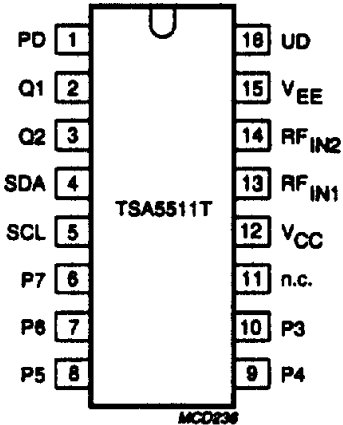 PD 1 16 UD
Q1 2 15 VEE
Q2 3 14 RFIN2
SDA 4 13 RFIN1
TSA5511T
SCL 5 12 VCC
P7 6 11 n.c.
P6 7 10 P3
P5 8 9 P4
MCD236